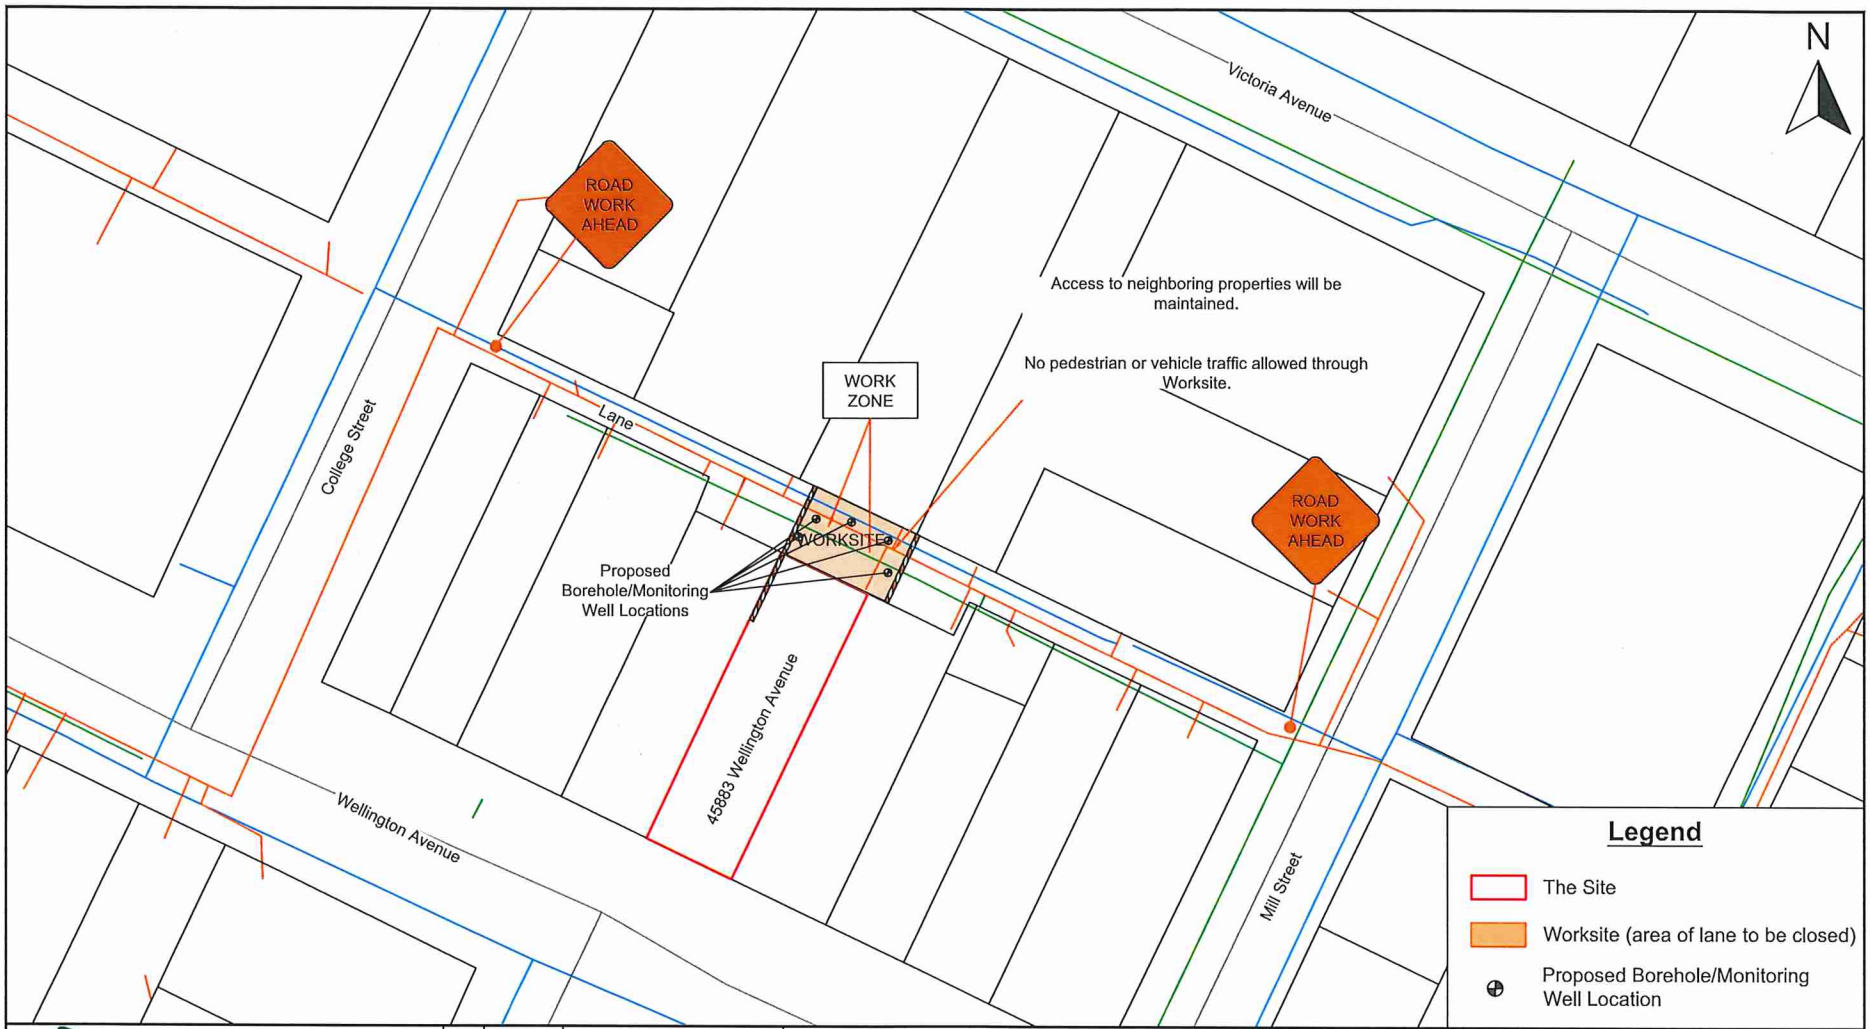 N
Victoria Avenue
ROAD
WORK
AHEAD
Access to neighboring properties will be
maintained.
No pedestrian or vehicle traffic allowed through
Worksite.
WORK
ZONE
Lane
College Street
ROAD
WORK
AHEAD
WORKSITE
Proposed
Borehole/Monitoring
Well Locations
45883 Wellington Avenue
Wellington Avenue
Mill Street
Legend
The Site
Worksite (area of lane to be closed)
Proposed Borehole/Monitoring
Well Location